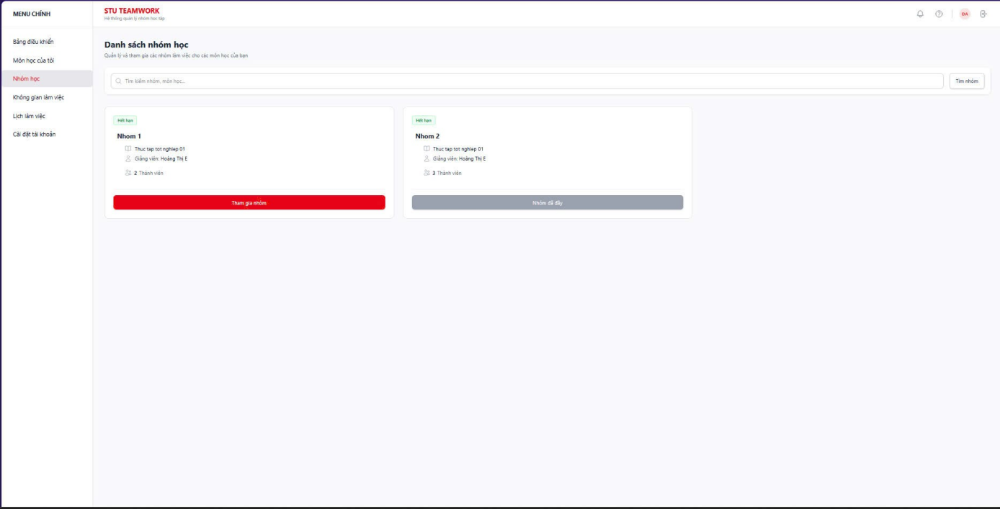 MENU CHÍNH
STU TEAMWORK
Hệ thống quản lý nhóm học tập
ĐA
Bảng điều khiển
Môn học của tôi
Nhóm học
Không gian làm việc
Lịch làm việc
Cài đặt tài khoản
Danh sách nhóm học
Quản lý và tham gia các nhóm làm việc cho các môn học của bạn
Tìm kiếm nhóm, môn học...
Tìm nhóm
Hết hạn
Nhom 1
Thuc tap tot nghiep 01
Giảng viên: Hoàng Thị E
2 Thành viên
Tham gia nhóm
Hết hạn
Nhom 2
Thuc tap tot nghiep 01
Giảng viên: Hoàng Thị E
3 Thành viên
Nhóm đã đầy